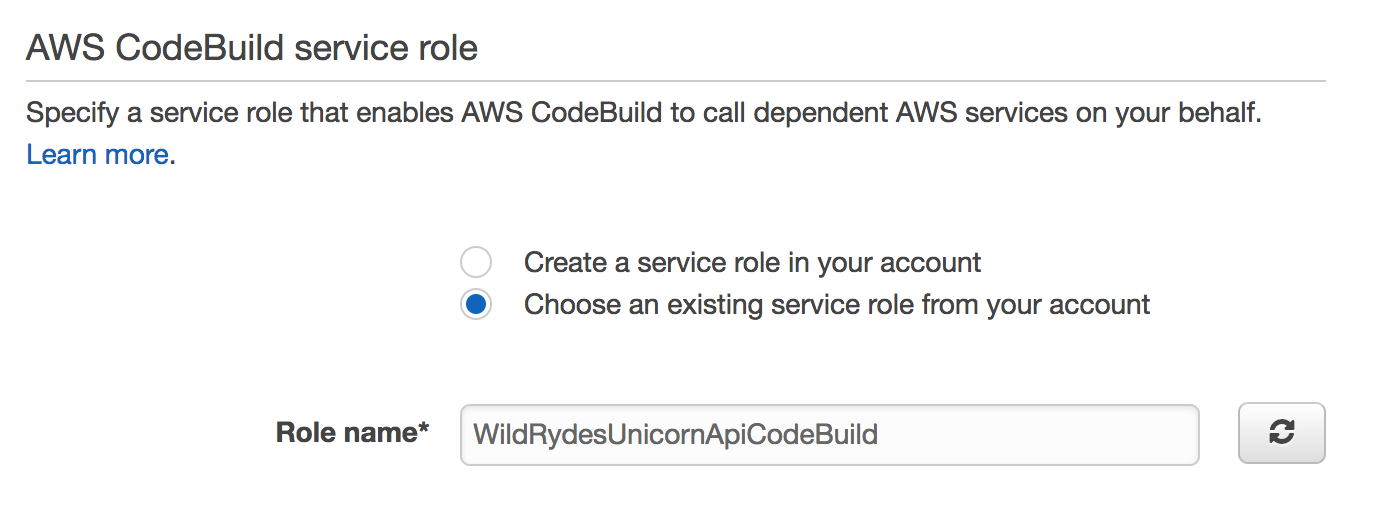 AWS CodeBuild service role
Specify a service role that enables AWS CodeBuild to call dependent AWS services on your behalf.
Learn more.
Create a service role in your account
Choose an existing service role from your account
Role name* WildRydesUnicornApiCodeBuild